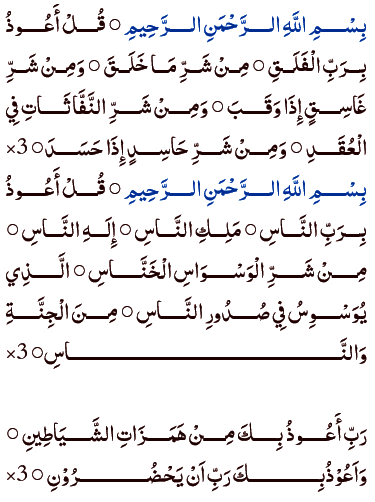 بِسْمِ اللَّهِ الرَّحْمَنِ الرَّحِيمِ ○ قُلْ أَعُوذُ
بِرَبِّ الْفَلَقِ ○ مِنْ شَرِّ مَا خَلَقَ ○ وَمِنْ شَرِّ
غَاسِقٍ إِذَا وَقَبَ ○ وَمِنْ شَرِّ النَّفَّاثَاتِ فِي
الْعُقَدِ ○ وَمِنْ شَرِّ حَاسِدٍ إِذَا حَسَدَ ○ 3×
بِسْمِ اللَّهِ الرَّحْمَنِ الرَّحِيمِ ○ قُلْ أَعُوذُ
بِرَبِّ النَّاسِ ○ مَلِكِ النَّاسِ ○ إِلَهِ النَّاسِ ○
مِنْ شَرِّ الْوَسْوَاسِ الْخَنَّاسِ ○ الَّذِي
يُوَسْوِسُ فِي صُدُورِ النَّاسِ ○ مِنَ الْجِنَّةِ
وَالنَّاسِ ○ 3×
رَبِّ أَعُوذُ بِكَ مِنْ هَمَزَاتِ الشَّيَاطِينِ ○
وَاَعُوْذُبِكَ رَبِّ اَنْ يَحْضُرُوْنِ ○ 3×